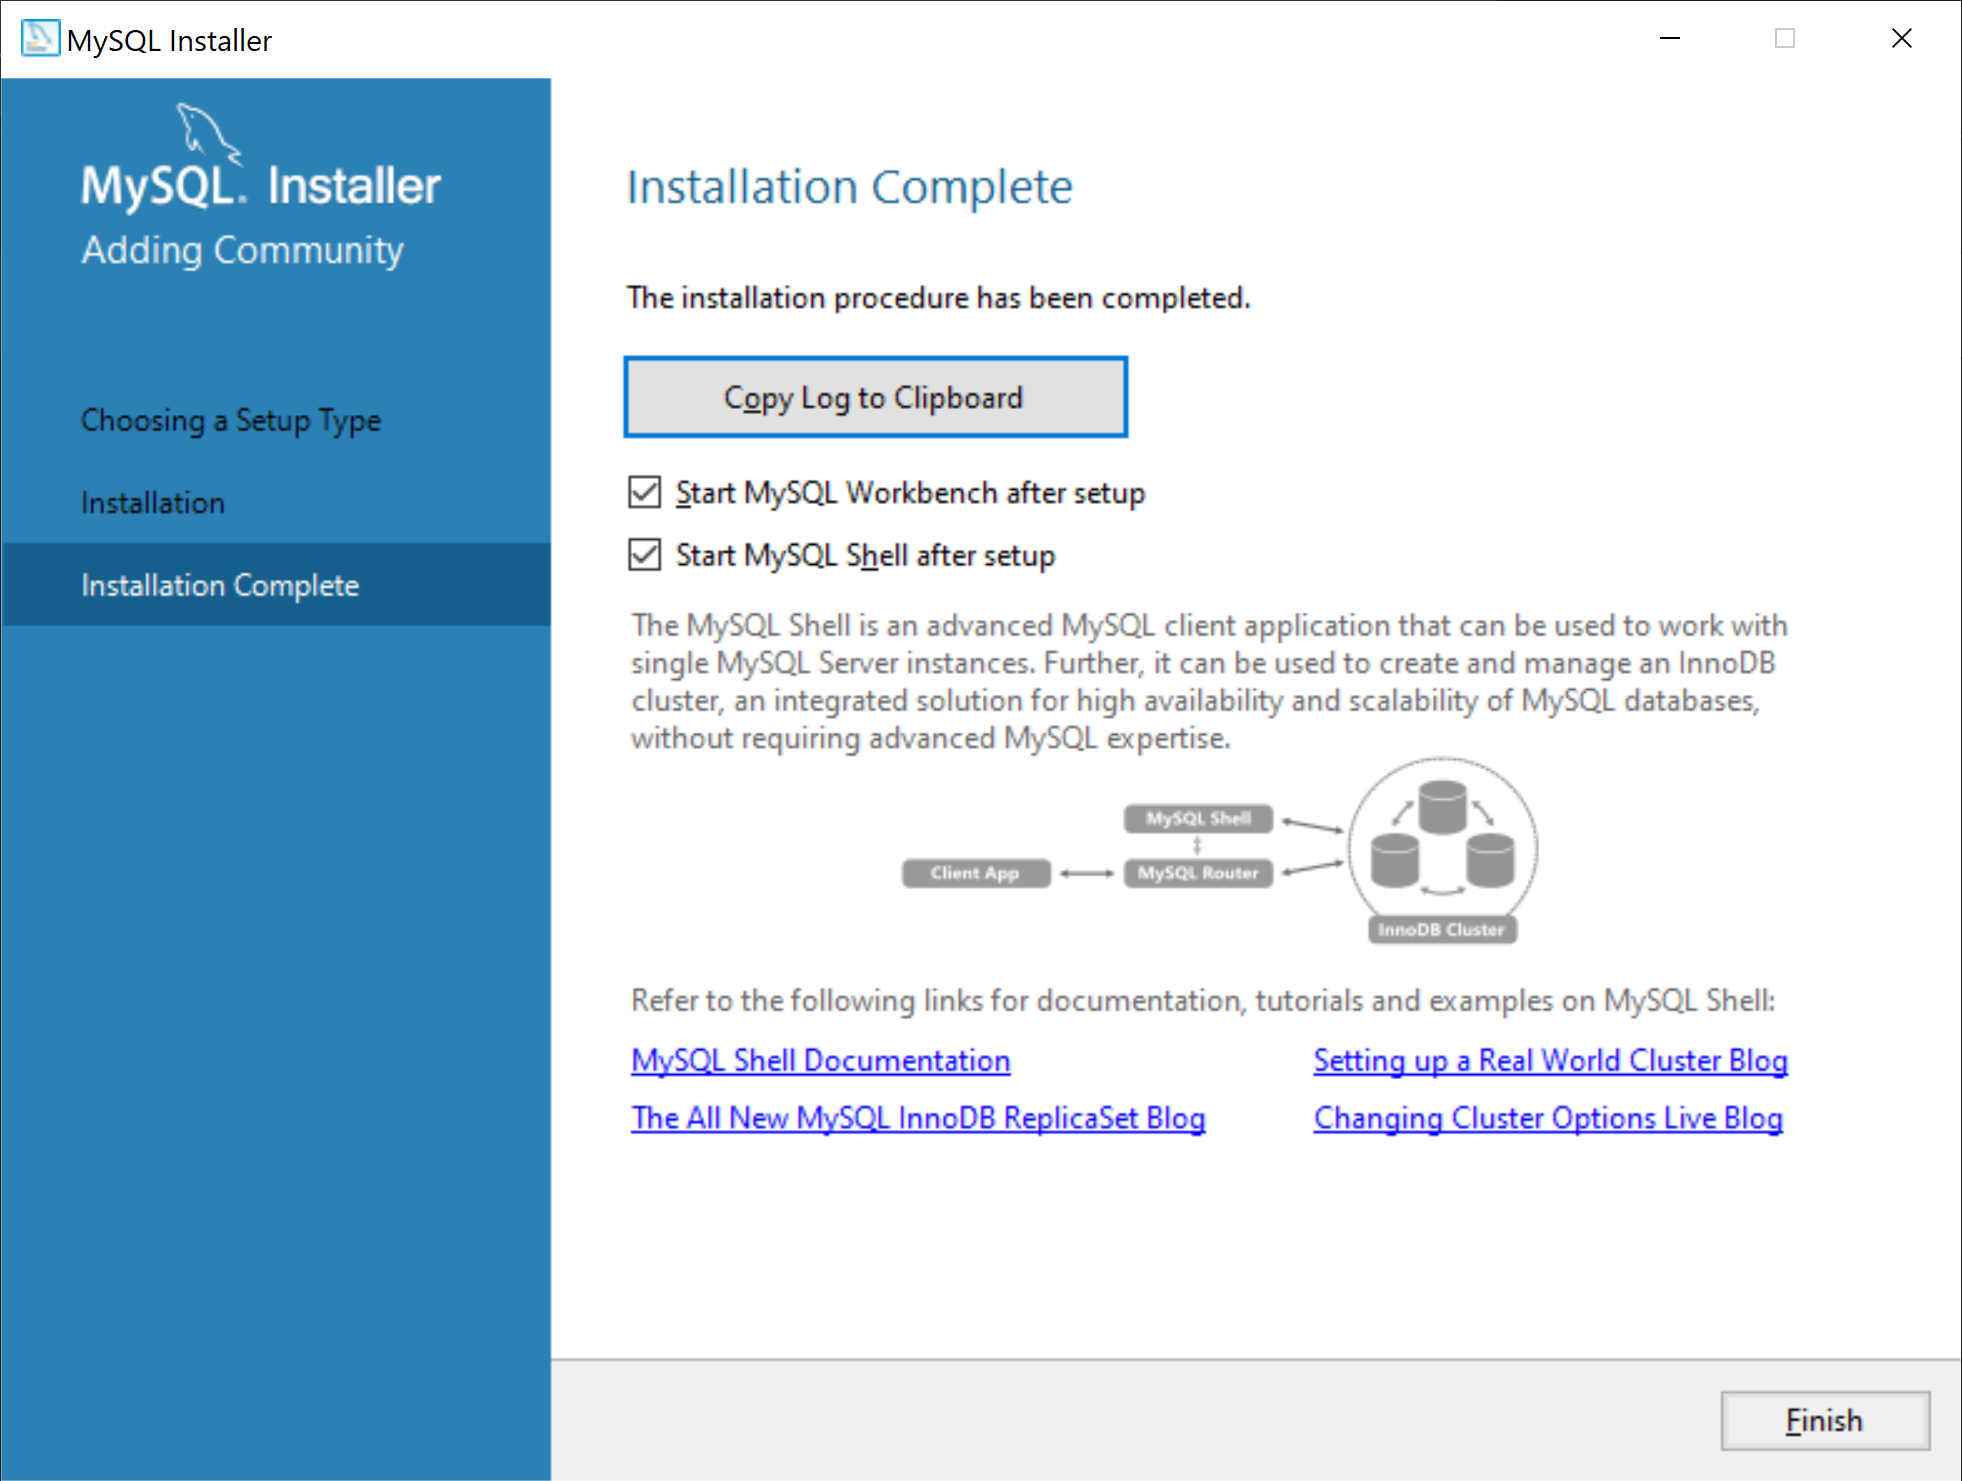 MySQL Installer
MySQL. Installer
Adding Community
Choosing a Setup Type
Installation
Installation Complete
Installation Complete
The installation procedure has been completed.
Copy Log to Clipboard
Start MySQL Workbench after setup
Start MySQL Shell after setup
The MySQL Shell is an advanced MySQL client application that can be used to work with
single MySQL Server instances. Further, it can be used to create and manage an InnoDB
cluster, an integrated solution for high availability and scalability of MySQL databases,
without requiring advanced MySQL expertise.
MySQL Shell
Client App
MySQL Router
InnoDB Cluster
Refer to the following links for documentation, tutorials and examples on MySQL Shell:
MySQL Shell Documentation
Setting up a Real World Cluster Blog
The All New MySQL InnoDB ReplicaSet Blog
Changing Cluster Options Live Blog
Finish